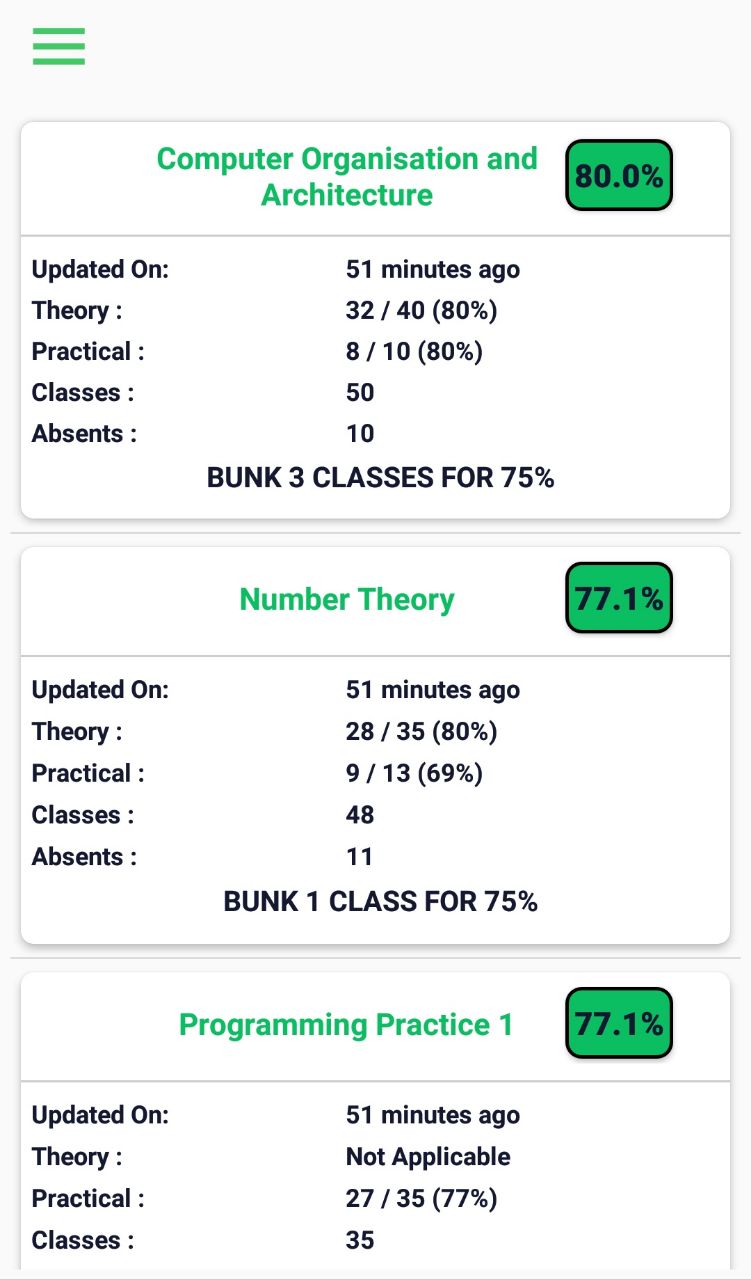 Computer Organisation and
Architecture
80.0%
Updated On: 51 minutes ago
Theory : 32 / 40 (80%)
Practical : 8 / 10 (80%)
Classes : 50
Absents : 10
BUNK 3 CLASSES FOR 75%
Number Theory 77.1%
Updated On: 51 minutes ago
Theory : 28 / 35 (80%)
Practical : 9 / 13 (69%)
Classes : 48
Absents : 11
BUNK 1 CLASS FOR 75%
Programming Practice 1 77.1%
Updated On: 51 minutes ago
Theory : Not Applicable
Practical : 27 / 35 (77%)
Classes : 35